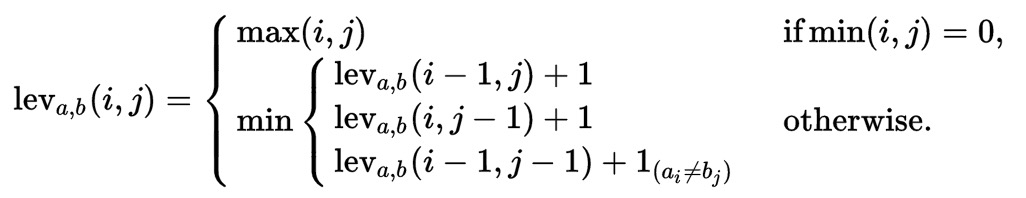 lev_{a,b}(i, j) = { max(i, j) if min(i, j) = 0,
min { lev_{a,b}(i − 1, j) + 1
lev_{a,b}(i, j − 1) + 1 otherwise.
lev_{a,b}(i − 1, j − 1) + 1_{(a_i≠b_j)}